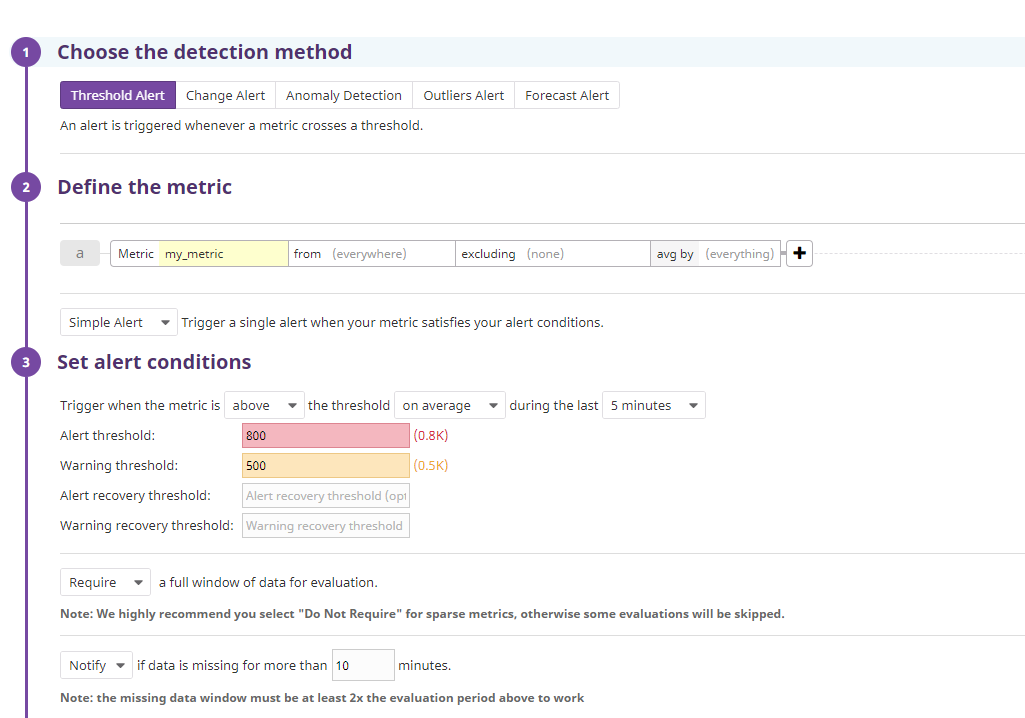 1 Choose the detection method
Threshold Alert Change Alert Anomaly Detection Outliers Alert Forecast Alert
An alert is triggered whenever a metric crosses a threshold.
2 Define the metric
a Metric my_metric from (everywhere) excluding (none) avg by (everything) +
Simple Alert Trigger a single alert when your metric satisfies your alert conditions.
3 Set alert conditions
Trigger when the metric is above the threshold on average during the last 5 minutes
Alert threshold: 800 (0.8K)
Warning threshold: 500 (0.5K)
Alert recovery threshold: Alert recovery threshold (opt
Warning recovery threshold: Warning recovery threshold
Require a full window of data for evaluation.
Note: We highly recommend you select "Do Not Require" for sparse metrics, otherwise some evaluations will be skipped.
Notify if data is missing for more than 10 minutes.
Note: the missing data window must be at least 2x the evaluation period above to work